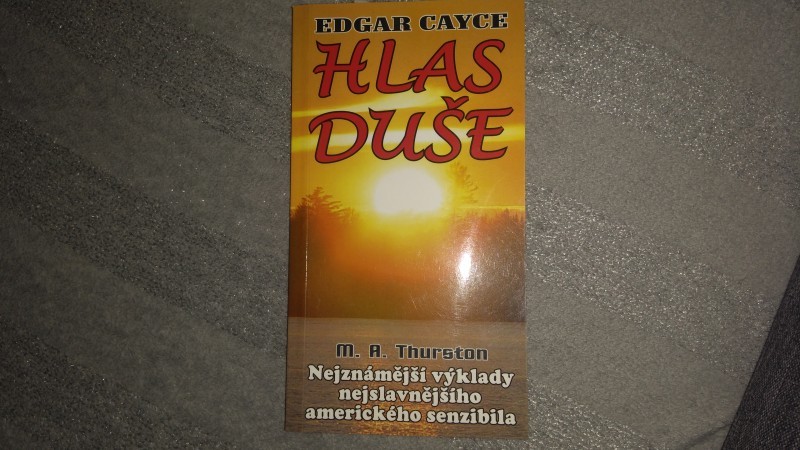 EDGAR CAYCE
HLAS
DUŠE
M. A. Thurston
Nejznámější výklady
nejslavnějšího
amerického senzibila